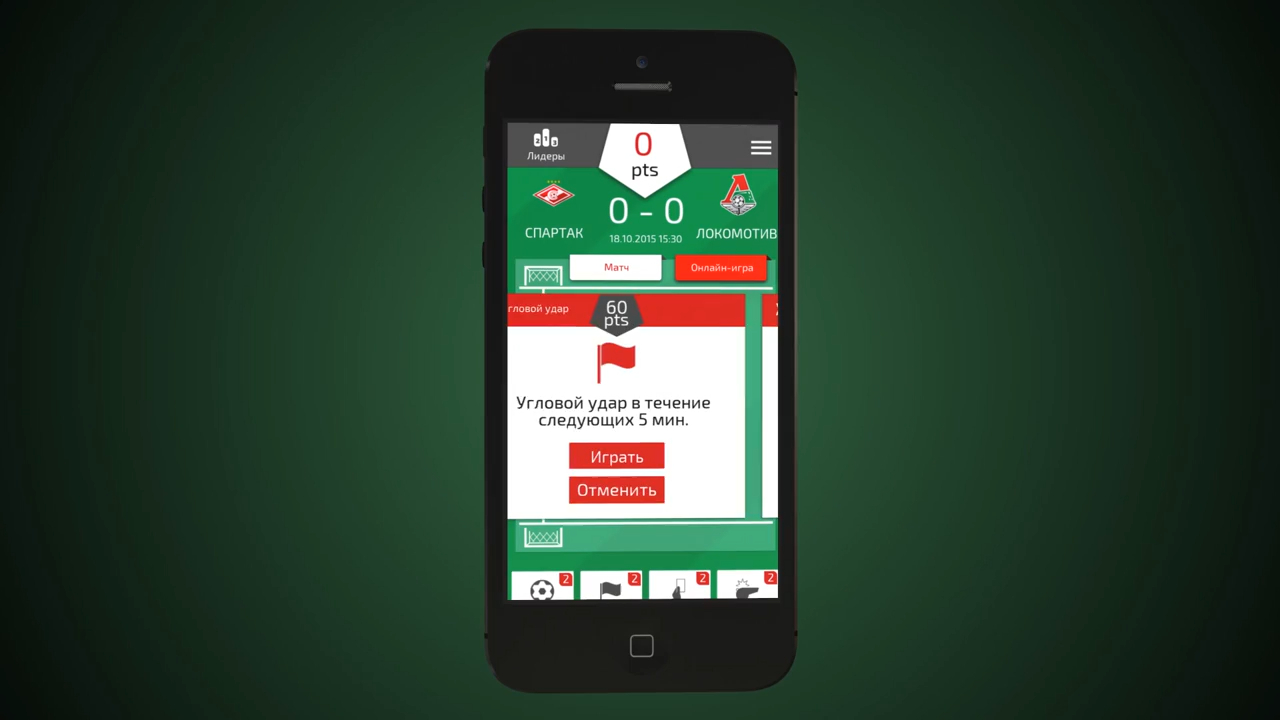 0
pts
Лидеры
0 - 0
СПАРТАК
ЛОКОМОТИВ
18.10.2015 15:30
Матч
Онлайн-игра
гловой удар
60
pts
Угловой удар в течение
следующих 5 мин.
Играть
Отменить
2
2
2
2